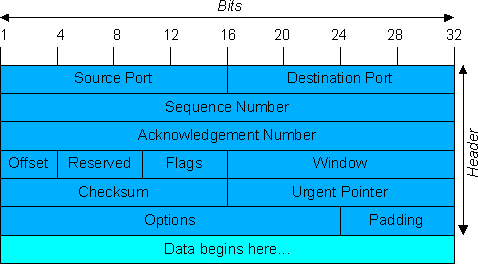 Bits
1 4 8 12 16 20 24 28 32
Source Port Destination Port
Sequence Number
Acknowledgement Number
Offset Reserved Flags Window
Checksum Urgent Pointer
Options Padding
Data begins here...
Header